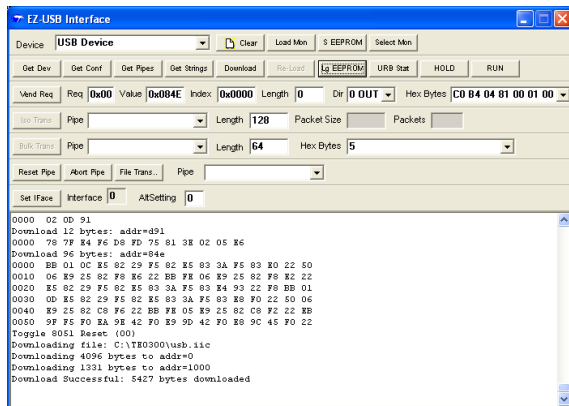 EZ-USB Interface
Device USB Device Clear Load Mon S EEPROM Select Mon
Get Dev Get Conf Get Pipes Get Strings Download Re-Load Lg EEPROM URB Stat HOLD RUN
Vend Req Req 0x00 Value 0x084E Index 0x0000 Length 0 Dir 0 OUT Hex Bytes C0 B4 04 81 00 01 00
Iso Trans Pipe Length 128 Packet Size Packets
Bulk Trans Pipe Length 64 Hex Bytes 5
Reset Pipe Abort Pipe File Trans.. Pipe
Set IFace Interface 0 AltSetting 0
0000 02 0D 91
Download 12 bytes: addr=d91
0000 78 7F E4 F6 D8 FD 75 81 3E 02 05 E6
Download 96 bytes: addr=84e
0000 BB 01 0C E5 82 29 F5 82 E5 83 3A F5 83 E0 22 50
0010 06 E9 25 82 F8 E6 22 BB FE 06 E9 25 82 F8 E2 22
0020 E5 82 29 F5 82 E5 83 3A F5 83 E4 93 22 F8 BB 01
0030 0D E5 82 29 F5 82 E5 83 3A F5 83 E8 F0 22 50 06
0040 E9 25 82 C8 F6 22 BB FE 05 E9 25 82 C8 F2 22 EB
0050 9F F5 F0 EA 9E 42 F0 E9 9D 42 F0 E8 9C 45 F0 22
Toggle 8051 Reset (00)
Downloading file: C:\TE0300\usb.iic
Downloading 4096 bytes to addr=0
Downloading 1331 bytes to addr=1000
Download Successful: 5427 bytes downloaded